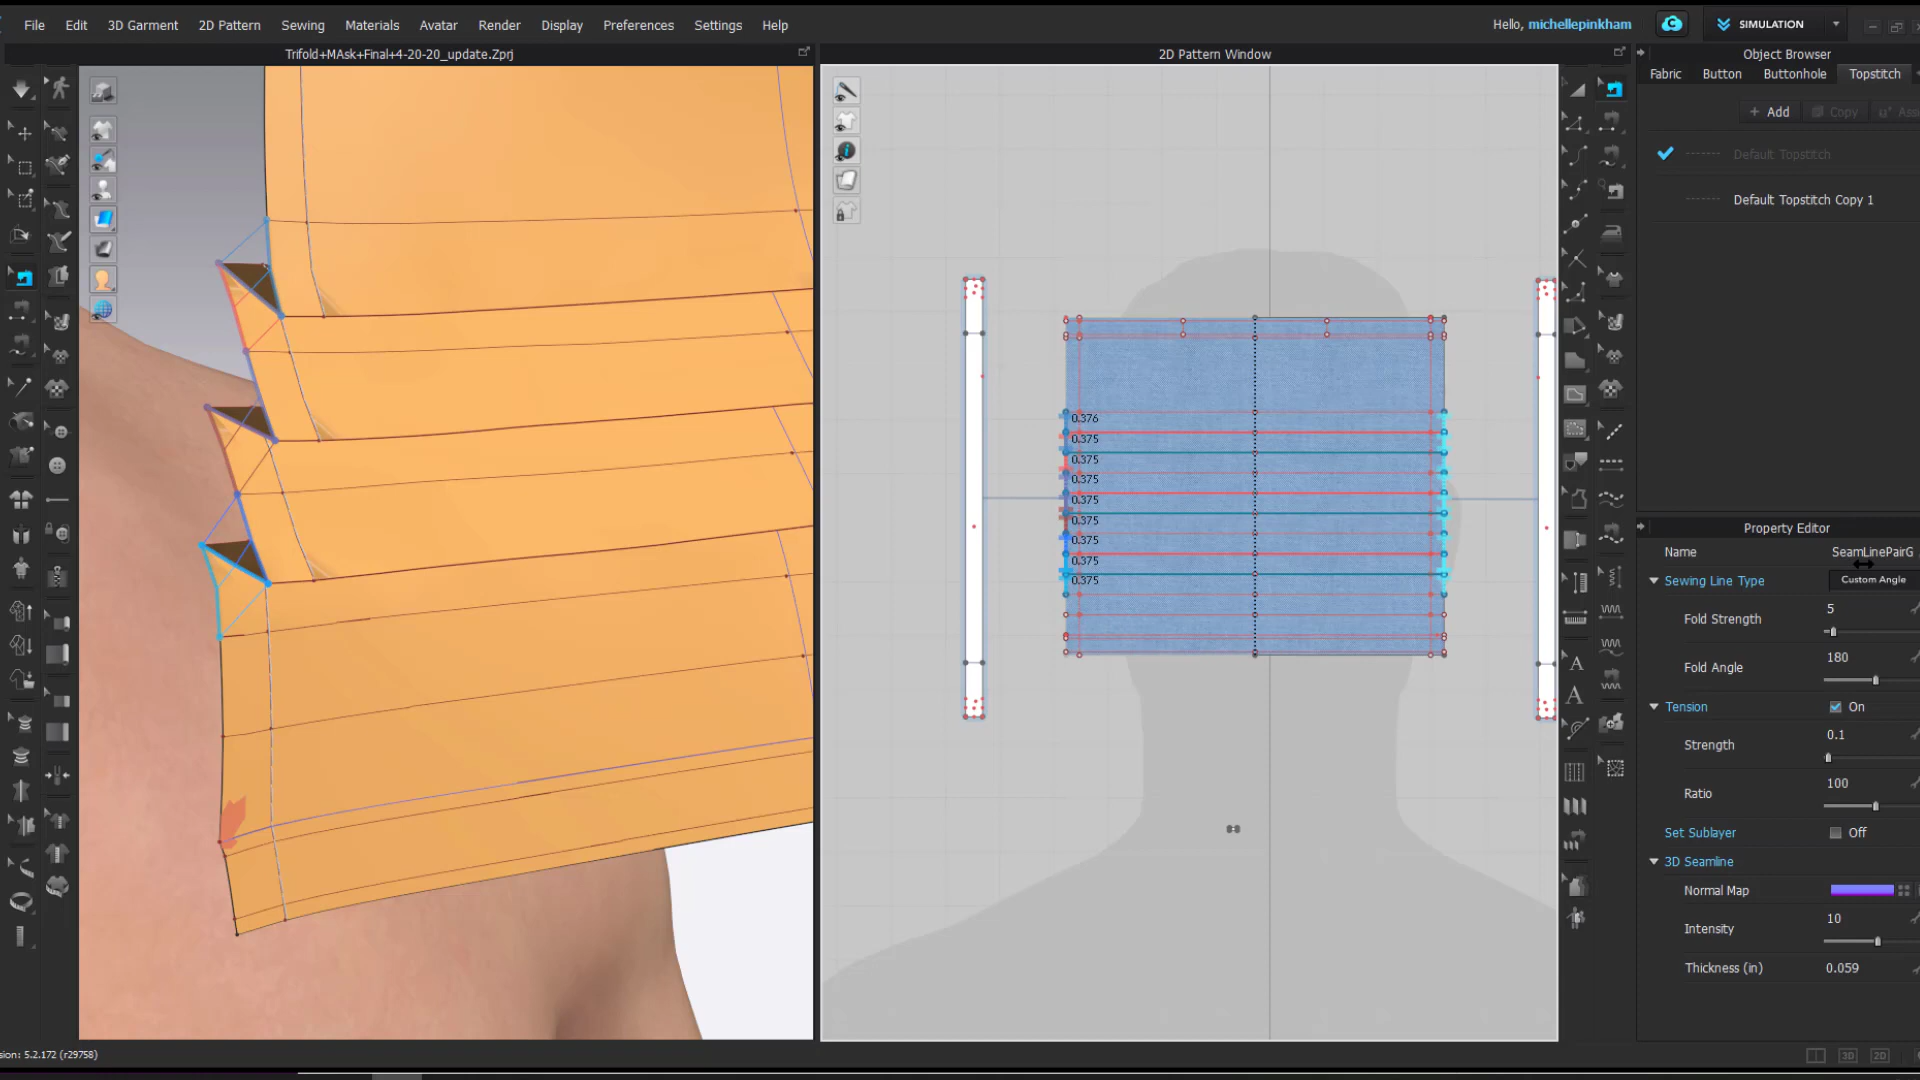 File Edit 3D Garment 2D Pattern Sewing Materials Avatar Render Display Preferences Settings Help
Hello, michellepinkham
SIMULATION
Trifold+MAsk+Final+4-20-20_update.Zprj
2D Pattern Window
Object Browser
Fabric Button Buttonhole Topstitch
+ Add Copy
Default Topstitch
Default Topstitch Copy 1
0.376
0.375
0.375
0.375
0.375
0.375
0.375
0.375
0.375
Property Editor
Name SeamLinePairG
Sewing Line Type Custom Angle
Fold Strength 5
Fold Angle 180
Tension On
Strength 0.1
Ratio 100
Set Sublayer Off
3D Seamline
Normal Map
Intensity 10
Thickness (in) 0.059
sion: 5.2.172 (r29758)
3D 2D